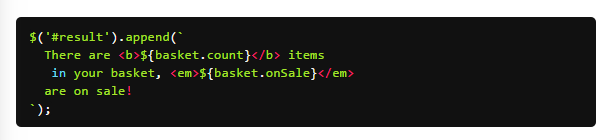 $('#result').append(`
  There are <b>${basket.count}</b> items
   in your basket, <em>${basket.onSale}</em>
  are on sale!
`);